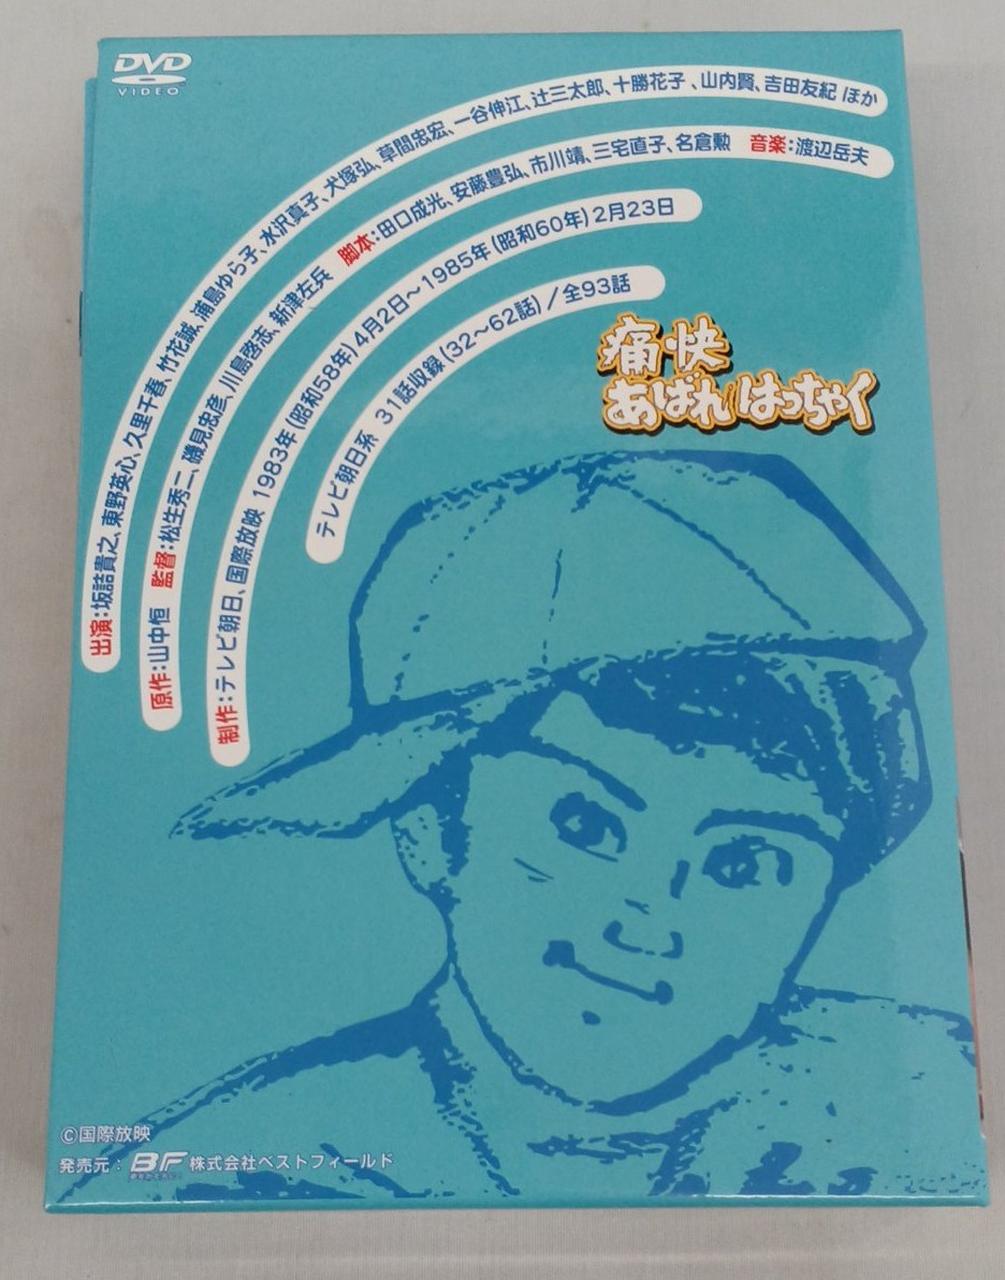 DVD
VIDEO
出演:坂詰貴之、東野英心、久里千春、竹花誠、浦島ゆら子、水沢真子、犬塚弘、草間忠宏、一谷伸江、辻三太郎、十勝花子、山内賢、吉田友紀 ほか
原作:山中恒 監督:松生秀二、磯見忠彦、川島啓志、新津左兵 脚本:田口成光、安藤豊弘、市川靖、三宅直子、名倉勲 音楽:渡辺岳夫
制作:テレビ朝日、国際放映 1983年(昭和58年)4月2日〜1985年(昭和60年)2月23日
テレビ朝日系 31話収録(32〜62話)/全93話
痛快
あばれはっちゃく
©国際放映
発売元: BF 株式会社ベストフィールド